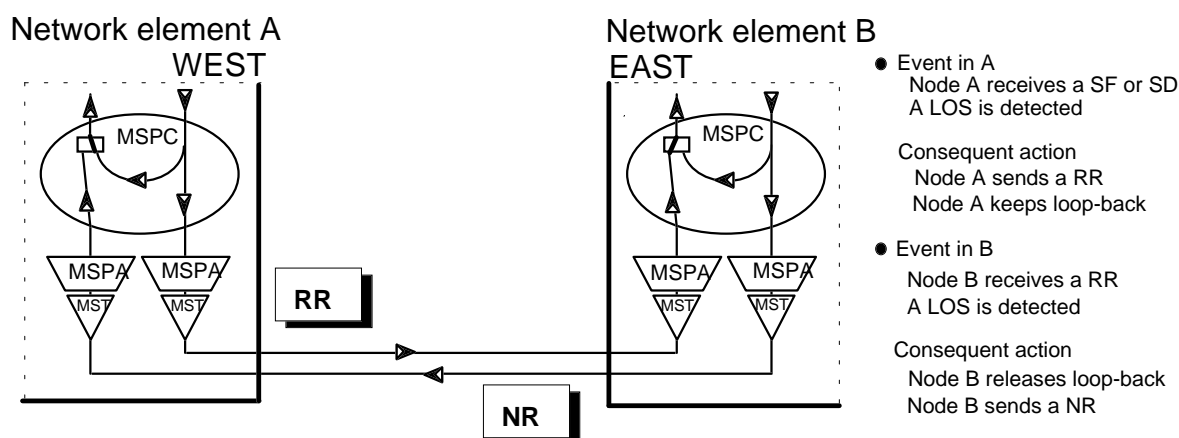 Network element A
WEST
MSPC
MSPA
MSPA
MST
MST
RR
NR
Network element B
EAST
MSPC
MSPA
MSPA
MST
MST
● Event in A
Node A receives a SF or SD
A LOS is detected
Consequent action
Node A sends a RR
Node A keeps loop-back
● Event in B
Node B receives a RR
A LOS is detected
Consequent action
Node B releases loop-back
Node B sends a NR